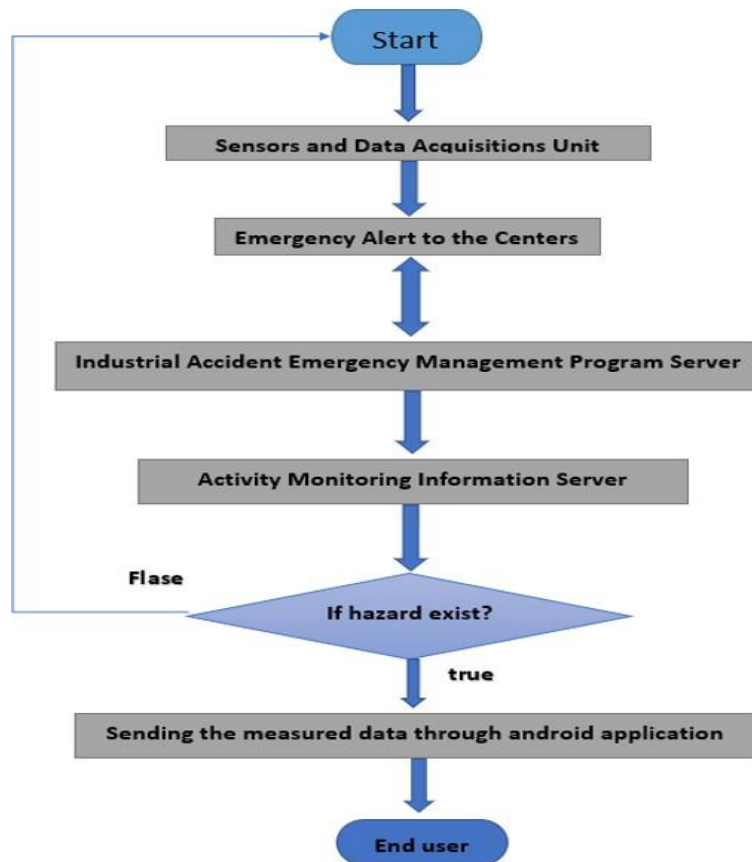 Start
Sensors and Data Acquisitions Unit
Emergency Alert to the Centers
Industrial Accident Emergency Management Program Server
Activity Monitoring Information Server
Flase
If hazard exist?
true
Sending the measured data through android application
End user